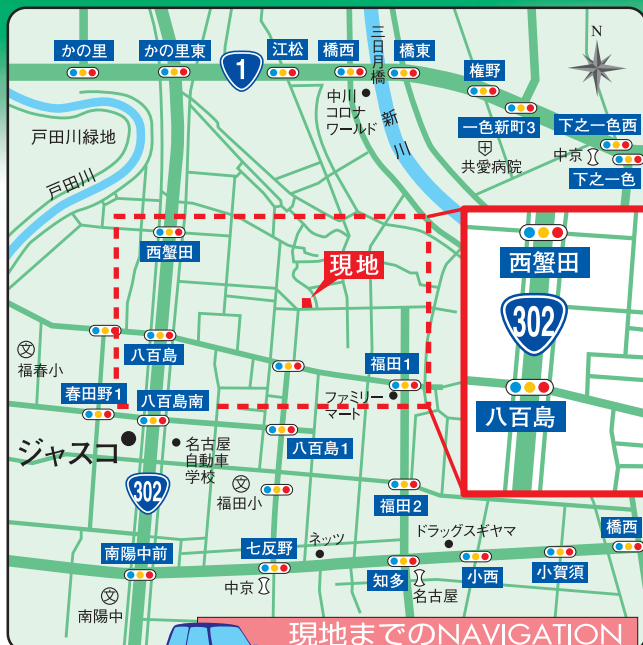 かの里
かの里東
1
江松
橋西
三日月橋
橋東
権野
N
中川
コロナ
ワールド
新川
一色新町3
下之一色西
戸田川緑地
共愛病院
中京
下之一色
戸田川
西蟹田
西蟹田
現地
302
八百島
福田1
八百島
文
福春小
ファミリー
マート
春田野1
八百島南
ジャスコ
名古屋
自動車
学校
八百島1
302
文
福田小
福田2
ドラッグスギヤマ
橋西
南陽中前
七反野
ネッツ
知多
小西
小賀須
中京
名古屋
文
南陽中
現地までのNAVIGATION